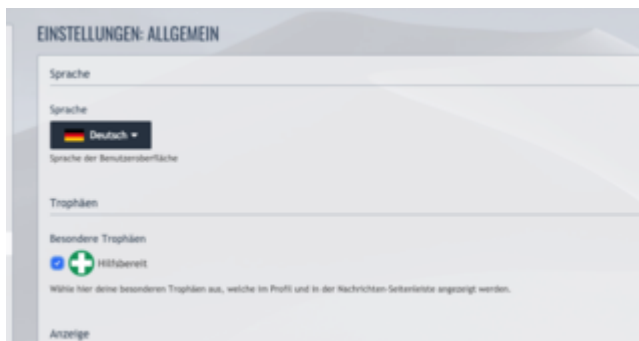 EINSTELLUNGEN: ALLGEMEIN
Sprache
Sprache
Deutsch
Sprache der Benutzeroberfläche
Trophäen
Besondere Trophäen
Hilfsbereit
Wähle hier deine besonderen Trophäen aus, welche im Profil und in der Nachrichten-Seitenleiste angezeigt werden.
Anzeige